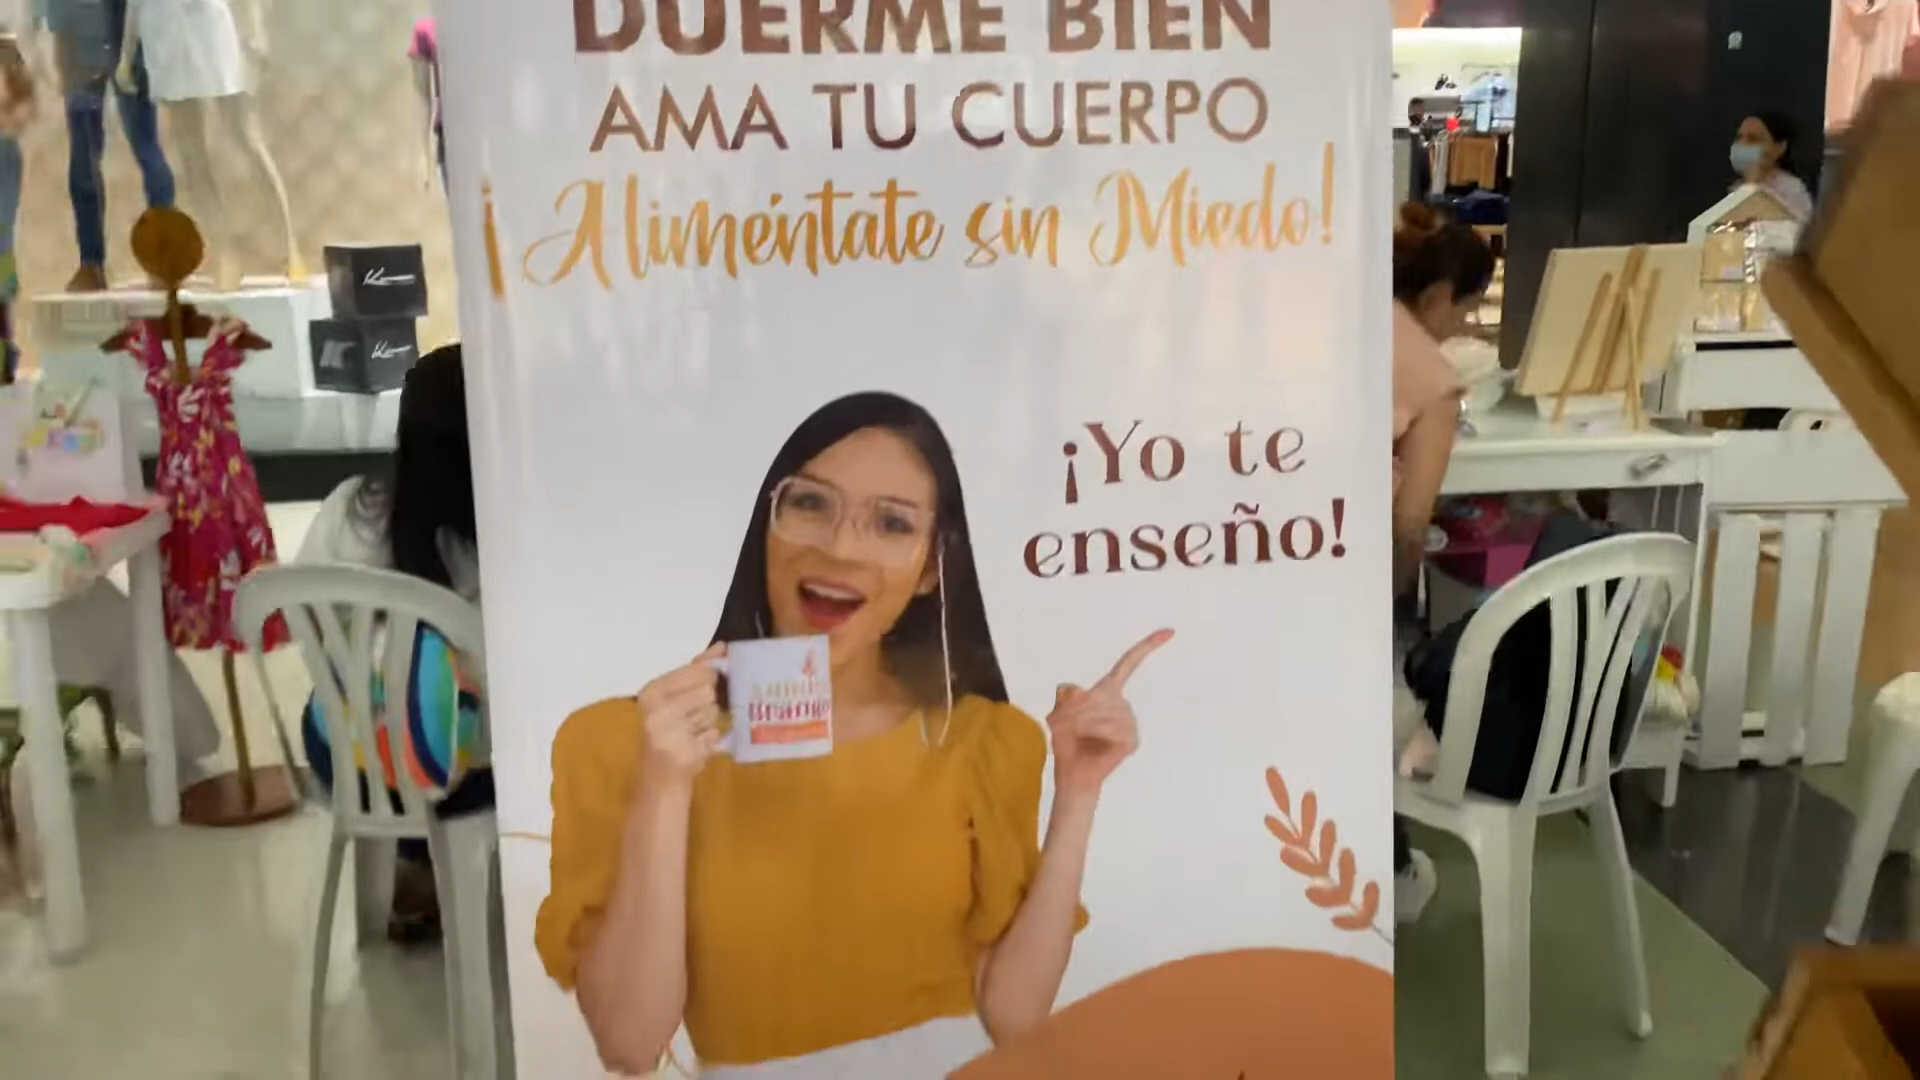 DUERME BIEN
AMA TU CUERPO
¡Aliméntate sin Miedo!
¡Yo te
enseño!